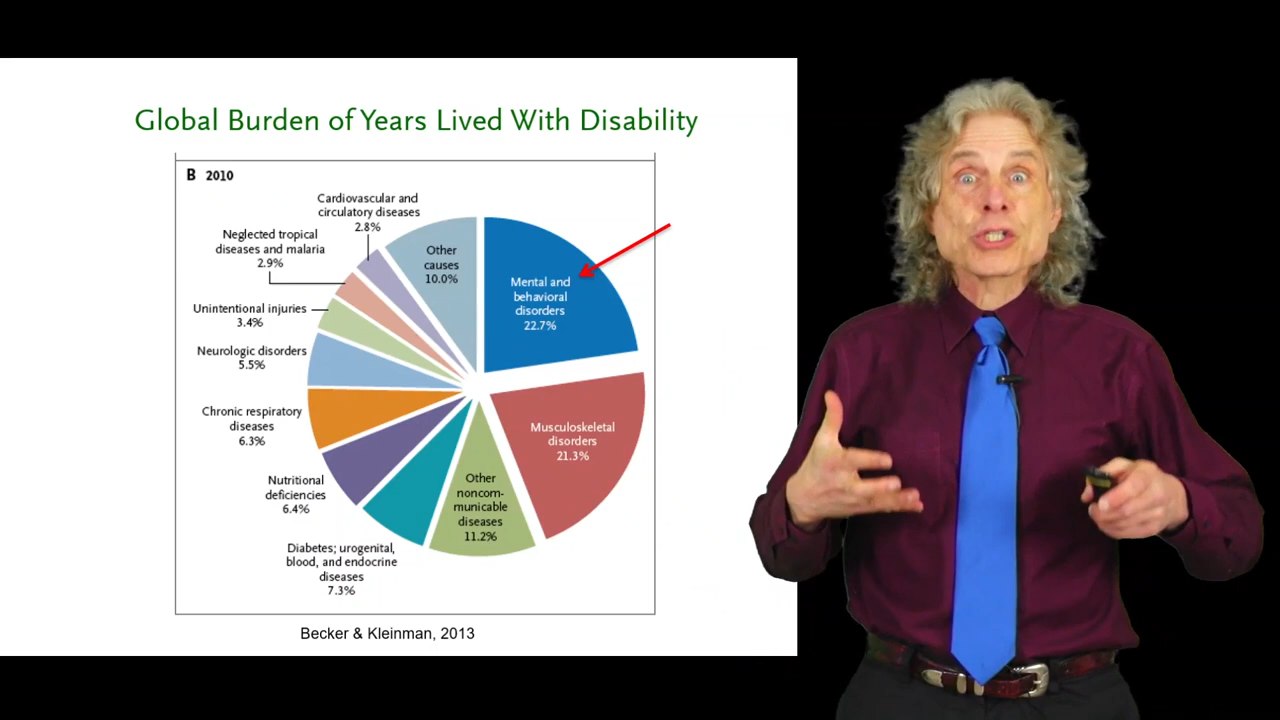 Global Burden of Years Lived With Disability
B 2010
Cardiovascular and
circulatory diseases
2.8%
Neglected tropical
diseases and malaria
2.9%
Unintentional injuries
3.4%
Neurologic disorders
5.5%
Chronic respiratory
diseases
6.3%
Nutritional
deficiencies
6.4%
Diabetes; urogenital,
blood, and endocrine
diseases
7.3%
Other
noncom-
municable
diseases
11.2%
Musculoskeletal
disorders
21.3%
Mental and
behavioral
disorders
22.7%
Other
causes
10.0%
Becker & Kleinman, 2013